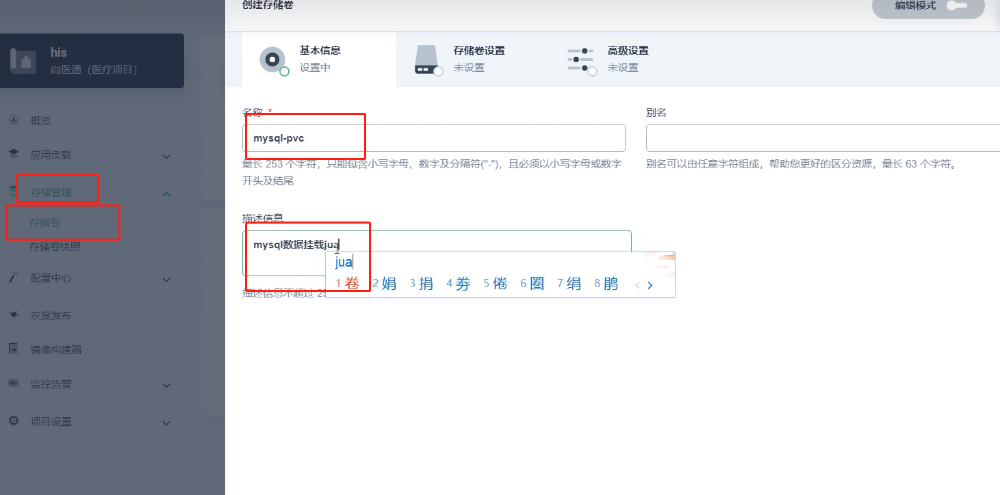 创建存储卷
编辑模式
his
尚医通（医疗项目）
概览
应用负载
存储管理
存储卷
存储卷快照
配置中心
灰度发布
镜像构建器
监控告警
项目设置
基本信息
设置中
存储卷设置
未设置
高级设置
未设置
名称 *
mysql-pvc
最长 253 个字符，只能包含小写字母、数字及分隔符("-")，且必须以小写字母或数字
开头及结尾
别名
别名可以由任意字符组成，帮助您更好的区分资源，最长 63 个字符。
描述信息
mysql数据挂载jua
jua
1 卷 2 娟 3 捐 4 劵 5 倦 6 圈 7 绢 8 鹃
描述信息不超过 25